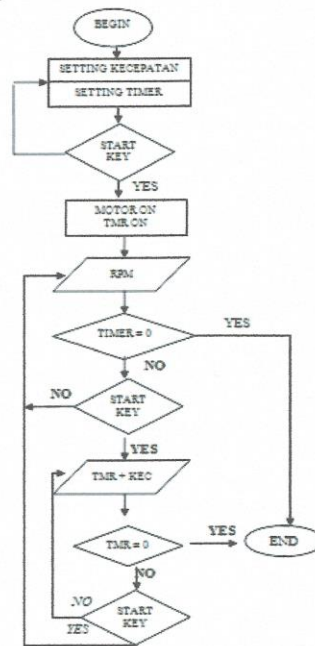 BEGIN
SETTING KECEPATAN
SETTING TIMER
START
KEY
YES
MOTOR ON
TMR ON
RPM
TIMER = 0
YES
NO
NO
START
KEY
YES
TMR + KEC
TMR = 0
YES
END
NO
NO
YES
START
KEY